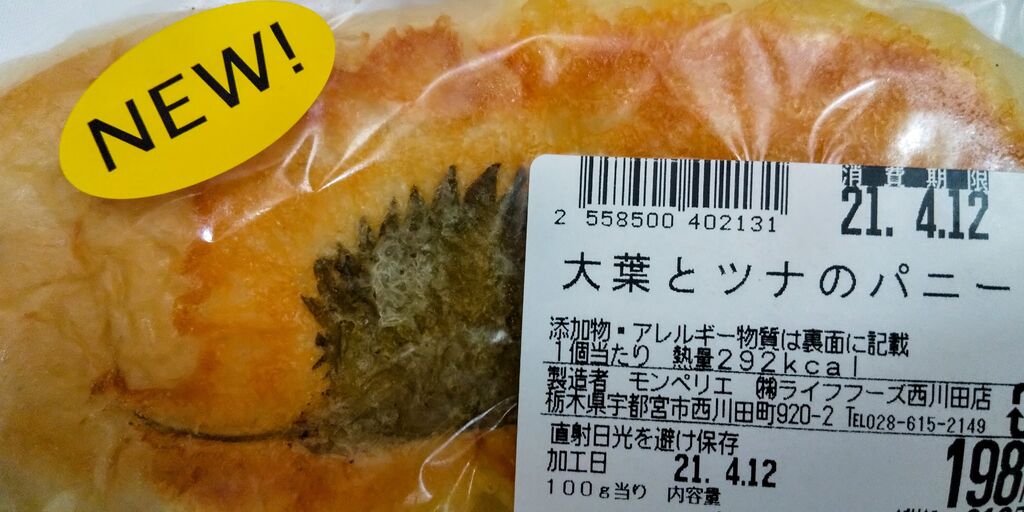 NEW!
消費期限
21. 4.12
2 558500 402131
大葉とツナのパニー
添加物・アレルギー物質は裏面に記載
1個当たり 熱量292kcal
製造者 モンペリエ ㈱ライフフーズ西川田店
栃木県宇都宮市西川田町920-2 TEL028-615-2149
直射日光を避け保存
加工日 21. 4.12
100g当り 内容量
198